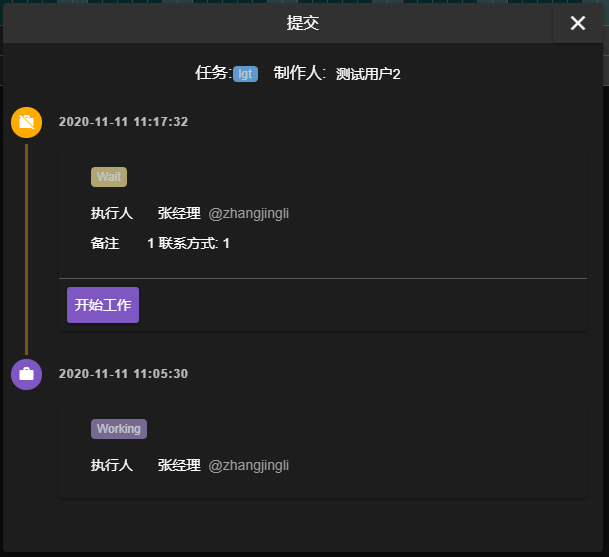 提交
任务: lgt 制作人: 测试用户2
2020-11-11 11:17:32
Wait
执行人 张经理 @zhangjingli
备注 1 联系方式: 1
开始工作
2020-11-11 11:05:30
Working
执行人 张经理 @zhangjingli